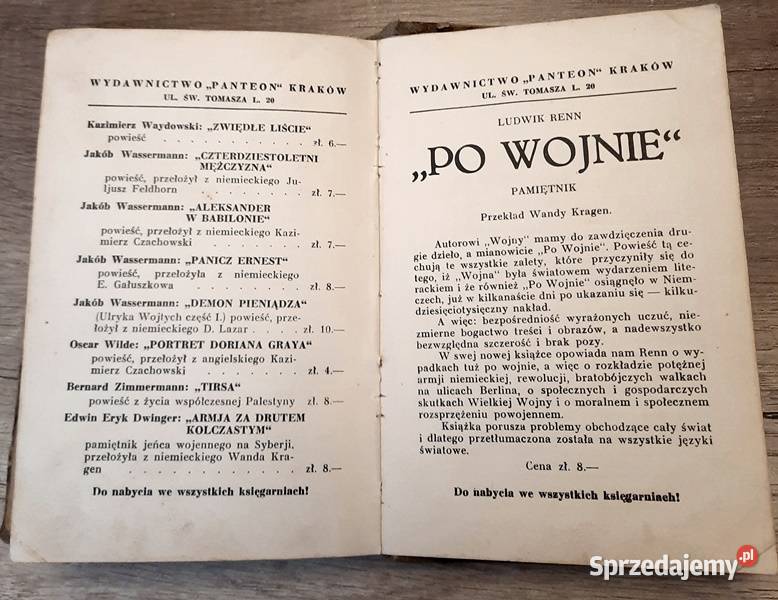 WYDAWNICTWO „PANTEON" KRAKÓW
UL. ŚW. TOMASZA L. 20
Kazimierz Waydowski: „ZWIĘDŁE LIŚCIE"
powieść . . . . . . . . . zł. 6.—
Jakób Wassermann: „CZTERDZIESTOLETNI
MĘŻCZYZNA"
powieść, przełożył z niemieckiego Ju-
ljusz Feldhorn . . . . . . . zł. 7.—
Jakób Wassermann: „ALEKSANDER
W BABILONIE"
powieść, przełożył z niemieckiego Kazi-
mierz Czachowski . . . . . . zł. 7.—
Jakób Wassermann: „PANICZ ERNEST"
powieść, przełożyła z niemieckiego
E. Gałuszkowa . . . . . . zł. 8.—
Jakób Wassermann: „DEMON PIENIĄDZA"
(Ulryka Wojtych część I.) powieść, prze-
łożył z niemieckiego D. Lazar . . . . zł. 10.—
Oscar Wilde: „PORTRET DORIANA GRAYA"
powieść, przełożył z angielskiego Kazi-
mierz Czachowski . . . . . . zł. 4.—
Bernard Zimmermann: „TIRSA"
powieść z życia współczesnej Palestyny zł. 8.—
Edwin Eryk Dwinger: „ARMJA ZA DRUTEM
KOLCZASTYM"
pamiętnik jeńca wojennego na Syberji,
przełożyła z niemieckiego Wanda Kra-
gen . . . . . . . . . . zł. 8.—
Do nabycia we wszystkich księgarniach!
WYDAWNICTWO „PANTEON" KRAKÓW
UL. ŚW. TOMASZA L. 20
LUDWIK RENN
„PO WOJNIE"
PAMIĘTNIK
Przekład Wandy Kragen.
Autorowi „Wojny" mamy do zawdzięczenia dru-
gie dzieło, a mianowicie „Po Wojnie". Powieść tą ce-
chują te wszystkie zalety, które przyczyniły się do
tego, iż „Wojna" była światowem wydarzeniem lite-
rackiem i że również „Po Wojnie" osiągnęło w Niem-
czech, już w kilkanaście dni po ukazaniu się — kilku-
dziesięciotysięczny nakład.
A więc: bezpośredniość wyrażonych uczuć, nie-
zmierne bogactwo treści i obrazów, a nadewszystko
bezwzględna szczerość i brak pozy.
W swej nowej książce opowiada nam Renn o wy-
padkach tuż po wojnie, a więc o rozkładzie potężnej
armji niemieckiej, rewolucji, bratobójczych walkach
na ulicach Berlina, o społecznych i gospodarczych
skutkach Wielkiej Wojny i o moralnem i społecznem
rozsprzężeniu powojennem.
Książka porusza problemy obchodzące cały świat
i dlatego przetłumaczona została na wszystkie języki
światowe.
Cena zł. 8.—
Do nabycia we wszystkich księgarniach!
Sprzedajemy.pl